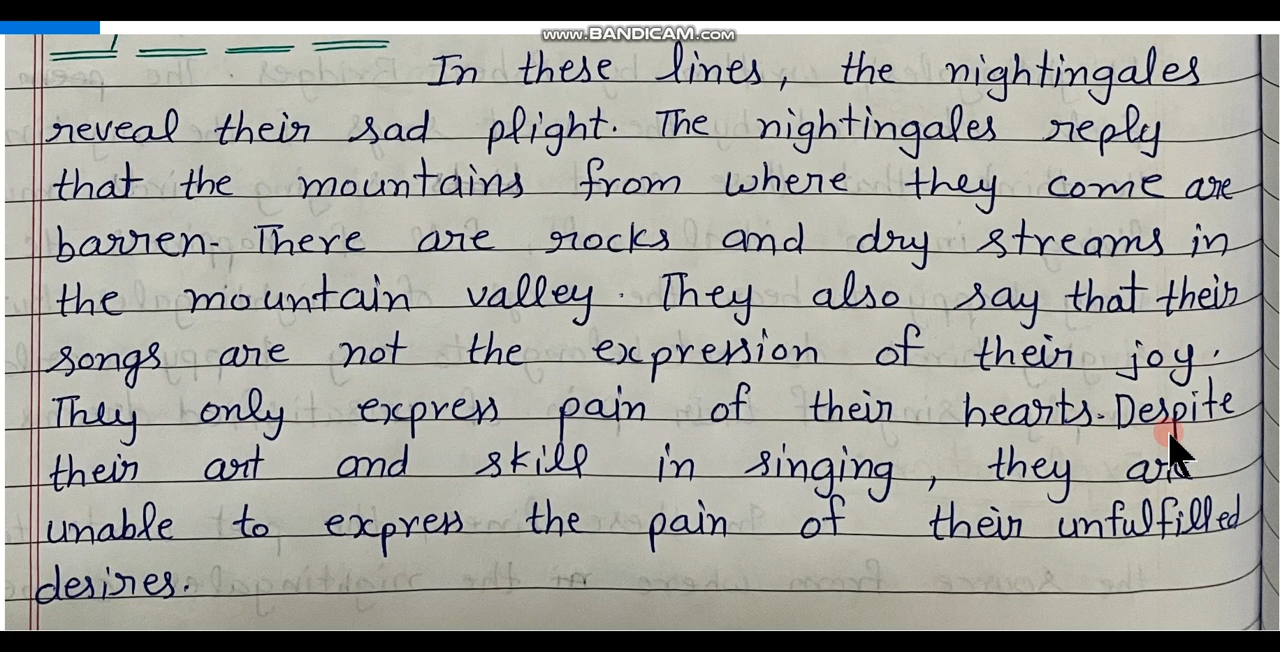 www.BANDICAM.com
In these lines, the nightingales
reveal their sad plight. The nightingales reply
that the mountains from where they come are
barren. There are rocks and dry streams in
the mountain valley. They also say that their
songs are not the expression of their joy.
They only express pain of their hearts. Despite
their art and skill in singing, they are
unable to express the pain of their unfulfilled
desires.